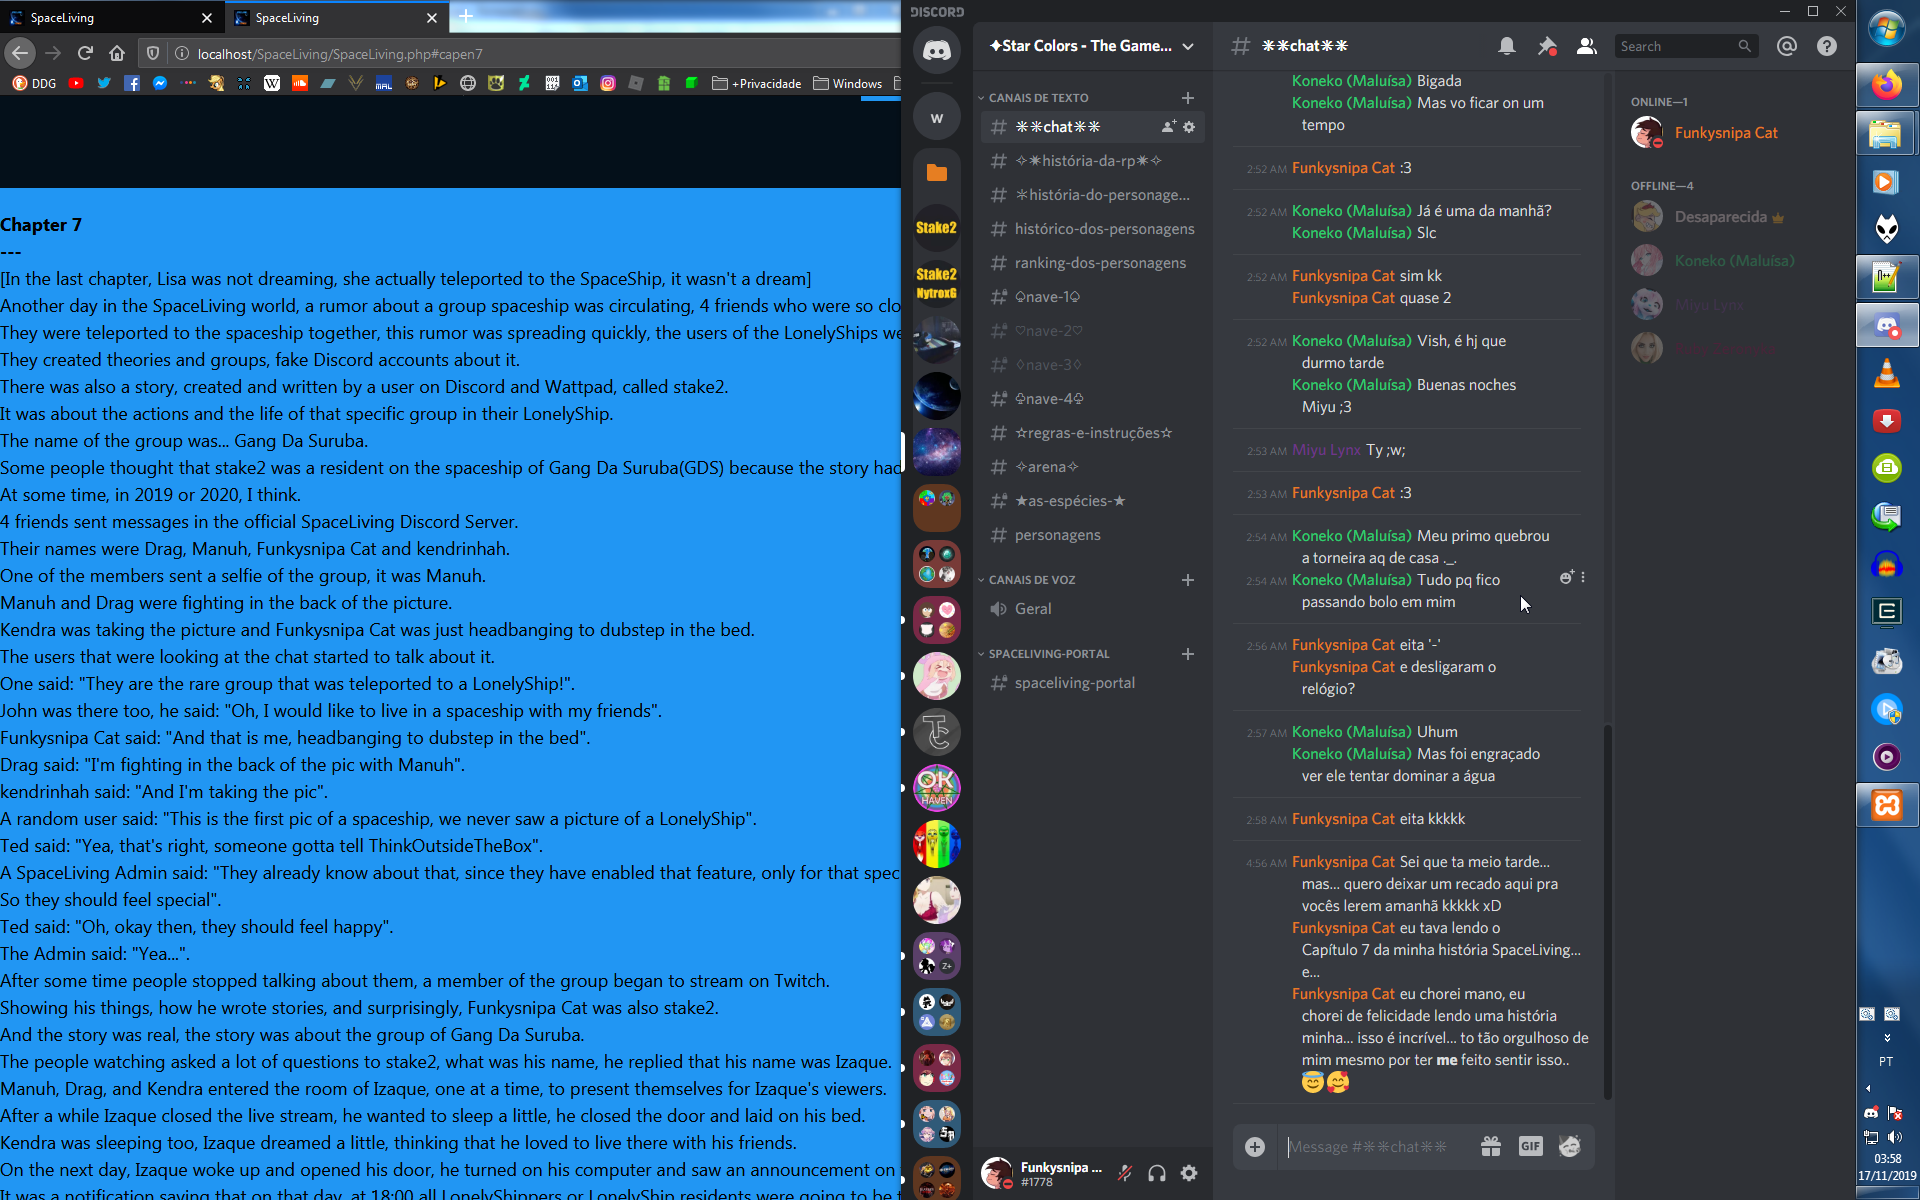 SpaceLiving
SpaceLiving
localhost/SpaceLiving/SpaceLiving.php#capen7
DDG
+Privacidade
Windows
Chapter 7
---
[In the last chapter, Lisa was not dreaming, she actually teleported to the SpaceShip, it wasn't a dream]
Another day in the SpaceLiving world, a rumor about a group spaceship was circulating, 4 friends who were so clo
They were teleported to the spaceship together, this rumor was spreading quickly, the users of the LonelyShips we
They created theories and groups, fake Discord accounts about it.
There was also a story, created and written by a user on Discord and Wattpad, called stake2.
It was about the actions and the life of that specific group in their LonelyShip.
The name of the group was... Gang Da Suruba.
Some people thought that stake2 was a resident on the spaceship of Gang Da Suruba(GDS) because the story had
At some time, in 2019 or 2020, I think.
4 friends sent messages in the official SpaceLiving Discord Server.
Their names were Drag, Manuh, Funkysnipa Cat and kendrinhah.
One of the members sent a selfie of the group, it was Manuh.
Manuh and Drag were fighting in the back of the picture.
Kendra was taking the picture and Funkysnipa Cat was just headbanging to dubstep in the bed.
The users that were looking at the chat started to talk about it.
One said: "They are the rare group that was teleported to a LonelyShip!".
John was there too, he said: "Oh, I would like to live in a spaceship with my friends".
Funkysnipa Cat said: "And that is me, headbanging to dubstep in the bed".
Drag said: "I'm fighting in the back of the pic with Manuh".
kendrinhah said: "And I'm taking the pic".
A random user said: "This is the first pic of a spaceship, we never saw a picture of a LonelyShip".
Ted said: "Yea, that's right, someone gotta tell ThinkOutsideTheBox".
A SpaceLiving Admin said: "They already know about that, since they have enabled that feature, only for that spec
So they should feel special".
Ted said: "Oh, okay then, they should feel happy".
The Admin said: "Yea...".
After some time people stopped talking about them, a member of the group began to stream on Twitch.
Showing his things, how he wrote stories, and surprisingly, Funkysnipa Cat was also stake2.
And the story was real, the story was about the group of Gang Da Suruba.
The people watching asked a lot of questions to stake2, what was his name, he replied that his name was Izaque.
Manuh, Drag, and Kendra entered the room of Izaque, one at a time, to present themselves for Izaque's viewers.
After a while Izaque closed the live stream, he wanted to sleep a little, he closed the door and laid on his bed.
Kendra was sleeping too, Izaque dreamed a little, thinking that he loved to live there with his friends.
On the next day, Izaque woke up and opened his door, he turned on his computer and saw an announcement on
It was a notification saying that on that day, at 18:00 all LonelyShippers or LonelyShip residents were going to be
DISCORD
w
Stake2
Stake2
NytroxG
OK
HAVEN
✦Star Colors - The Game...
CANAIS DE TEXTO
✳✳chat✳✳
✧✴história-da-rp✴✧
✳história-do-personage...
histórico-dos-personagens
ranking-dos-personagens
♤nave-1♤
♡nave-2♡
♢nave-3♢
♧nave-4♧
☆regras-e-instruções☆
✧arena✧
★as-espécies-★
personagens
CANAIS DE VOZ
Geral
SPACELIVING-PORTAL
spaceliving-portal
Funkysnipa ...
#1778
✳✳chat✳✳
Search
Koneko (Maluísa) Bigada
Koneko (Maluísa) Mas vo ficar on um
tempo
2:52 AM Funkysnipa Cat :3
2:52 AM Koneko (Maluísa) Já é uma da manhã?
Koneko (Maluísa) Slc
2:52 AM Funkysnipa Cat sim kk
Funkysnipa Cat quase 2
2:52 AM Koneko (Maluísa) Vish, é hj que
durmo tarde
Koneko (Maluísa) Buenas noches
Miyu ;3
2:53 AM Miyu Lynx Ty ;w;
2:53 AM Funkysnipa Cat :3
2:54 AM Koneko (Maluísa) Meu primo quebrou
a torneira aq de casa ._.
2:54 AM Koneko (Maluísa) Tudo pq fico
passando bolo em mim
2:56 AM Funkysnipa Cat eita '-'
Funkysnipa Cat e desligaram o
relógio?
2:57 AM Koneko (Maluísa) Uhum
Koneko (Maluísa) Mas foi engraçado
ver ele tentar dominar a água
2:58 AM Funkysnipa Cat eita kkkkk
4:56 AM Funkysnipa Cat Sei que ta meio tarde...
mas... quero deixar um recado aqui pra
vocês lerem amanhã kkkkk xD
Funkysnipa Cat eu tava lendo o
Capítulo 7 da minha história SpaceLiving...
e...
Funkysnipa Cat eu chorei mano, eu
chorei de felicidade lendo uma história
minha... isso é incrível... to tão orgulhoso de
mim mesmo por ter me feito sentir isso..
😇🥰
Message #✳✳chat✳✳
GIF
ONLINE—1
Funkysnipa Cat
OFFLINE—4
Desaparecida
Koneko (Maluísa)
Miyu Lynx
PT
03:58
17/11/2019